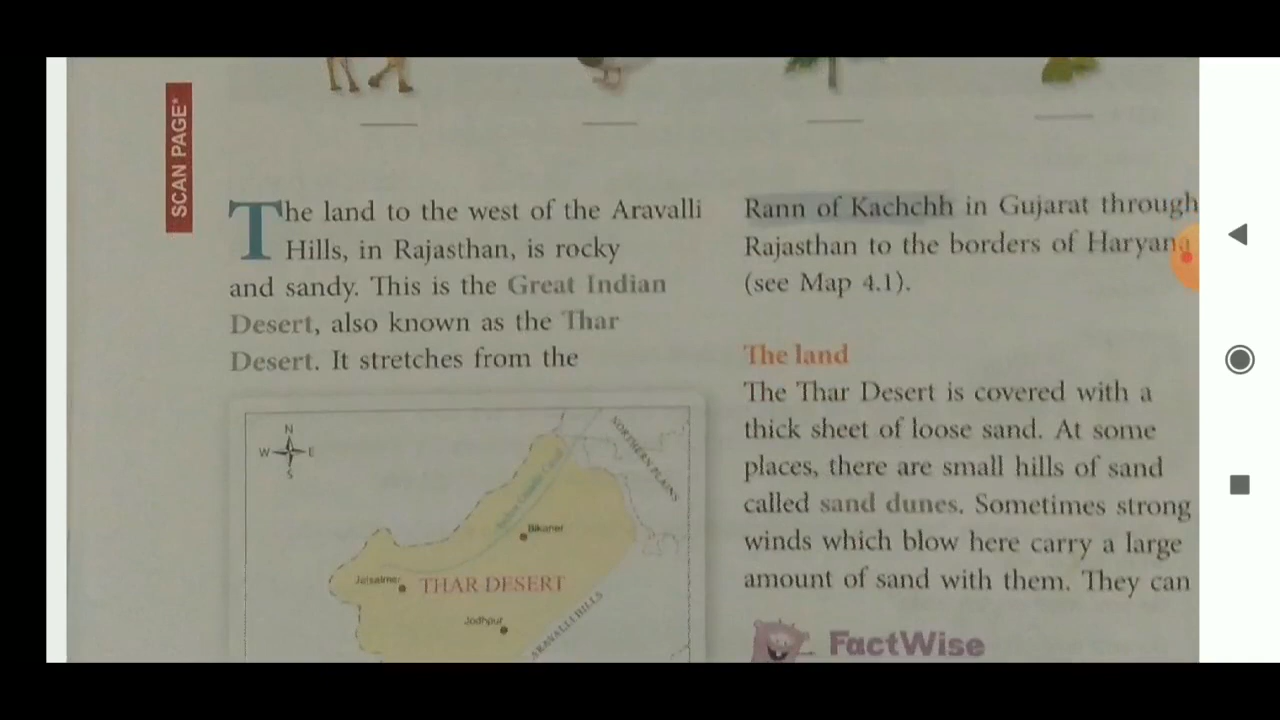 SCAN PAGE*
The land to the west of the Aravalli
Hills, in Rajasthan, is rocky
and sandy. This is the Great Indian
Desert, also known as the Thar
Desert. It stretches from the
N
W E
S
NORTHERN PLAINS
Bikaner
Jaisalmer
THAR DESERT
Jodhpur
ARAVALLI HILLS
Rann of Kachchh in Gujarat through
Rajasthan to the borders of Haryana
(see Map 4.1).
The land
The Thar Desert is covered with a
thick sheet of loose sand. At some
places, there are small hills of sand
called sand dunes. Sometimes strong
winds which blow here carry a large
amount of sand with them. They can
FactWise